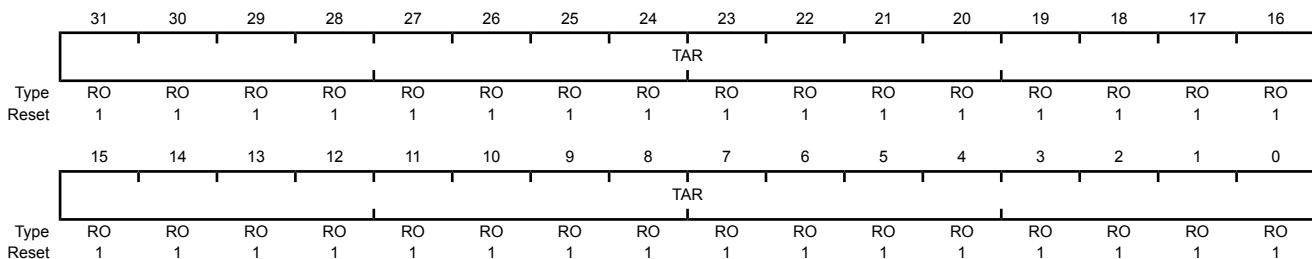 31 30 29 28 27 26 25 24 23 22 21 20 19 18 17 16
TAR
Type RO RO RO RO RO RO RO RO RO RO RO RO RO RO RO RO
Reset 1 1 1 1 1 1 1 1 1 1 1 1 1 1 1 1
15 14 13 12 11 10 9 8 7 6 5 4 3 2 1 0
TAR
Type RO RO RO RO RO RO RO RO RO RO RO RO RO RO RO RO
Reset 1 1 1 1 1 1 1 1 1 1 1 1 1 1 1 1